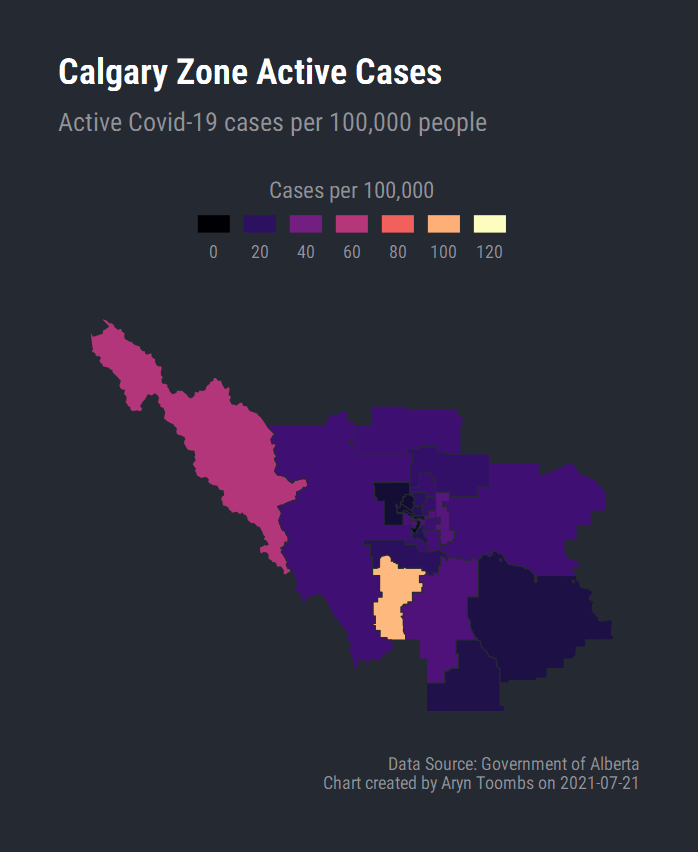 Calgary Zone Active Cases
Active Covid-19 cases per 100,000 people
Cases per 100,000
0 20 40 60 80 100 120
Data Source: Government of Alberta
Chart created by Aryn Toombs on 2021-07-21